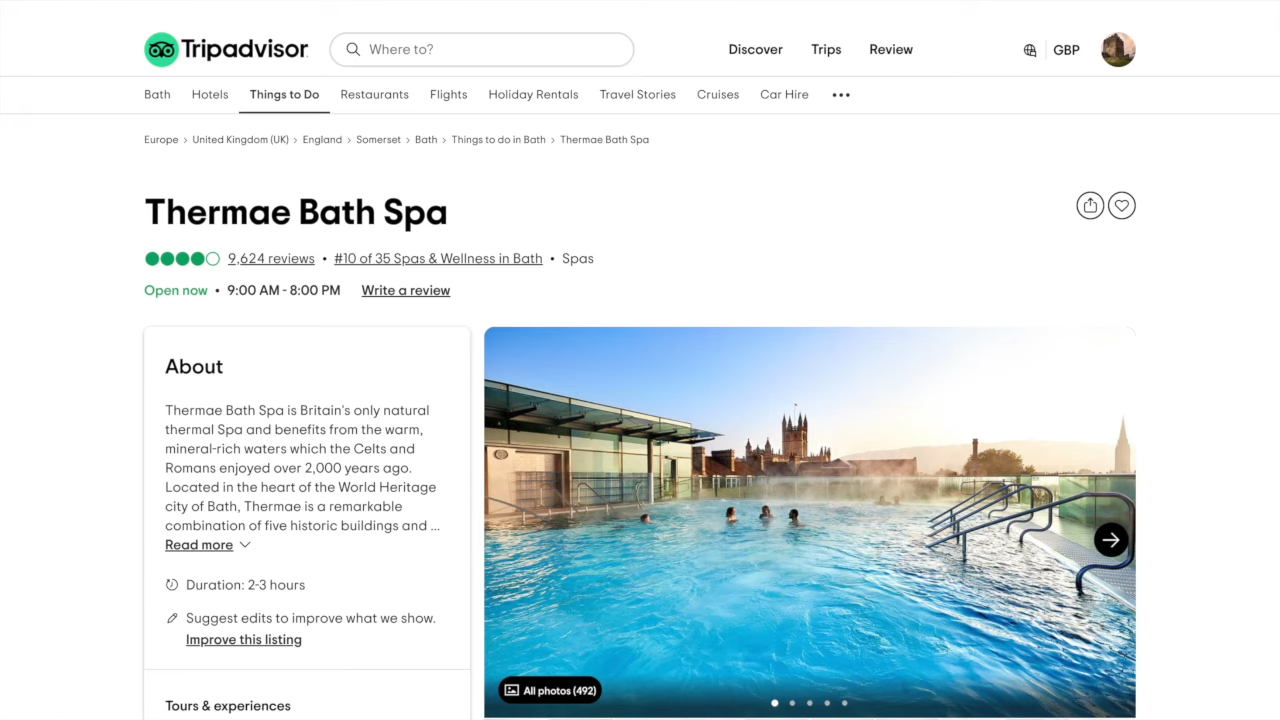 Tripadvisor
Where to?
Discover Trips Review
GBP
Bath Hotels Things to Do Restaurants Flights Holiday Rentals Travel Stories Cruises Car Hire •••
Europe › United Kingdom (UK) › England › Somerset › Bath › Things to do in Bath › Thermae Bath Spa
Thermae Bath Spa
9,624 reviews • #10 of 35 Spas & Wellness in Bath • Spas
Open now • 9:00 AM - 8:00 PM Write a review
About
Thermae Bath Spa is Britain's only natural
thermal Spa and benefits from the warm,
mineral-rich waters which the Celts and
Romans enjoyed over 2,000 years ago.
Located in the heart of the World Heritage
city of Bath, Thermae is a remarkable
combination of five historic buildings and ...
Read more
Duration: 2-3 hours
Suggest edits to improve what we show.
Improve this listing
Tours & experiences
All photos (492)